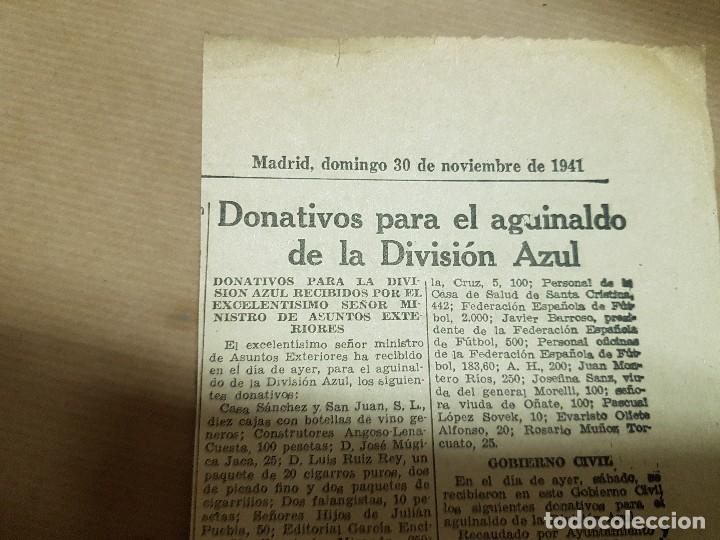 Madrid, domingo 30 de noviembre de 1941
Donativos para el aguinaldo
de la División Azul
DONATIVOS PARA LA DIVI-
SION AZUL RECIBIDOS POR EL
EXCELENTISIMO SEÑOR MI-
NISTRO DE ASUNTOS EXTE-
RIORES
El excelentísimo señor ministro
de Asuntos Exteriores ha recibido
en el día de ayer, para el aguinal-
do de la División Azul, los siguien-
tes donativos:
Casa Sánchez y San Juan, S. L.,
diez cajas con botellas de vino ge-
neros; Construtores Angoso-Lena-
Cuesta, 100 pesetas; D. José Múgi-
ca Jaca, 25; D. Luis Ruiz Rey, un
paquete de 20 cigarros puros, dos
de picado fino y dos paquetes de
cigarrillos; Dos falangistas, 10 pe-
setas; Señores Hijos de Julián
Puebla, 50; Editorial García Enci-
la, Cruz, 5, 100; Personal de la
Casa de Salud de Santa Cristina,
442; Federación Española de Fút-
bol, 2.000; Javier Barroso, presi-
dente de la Federación Española
de Fútbol, 500; Personal oficinas
de la Federación Española de Fút-
bol, 183,60; A. H., 200; Juan Mon-
tero Ríos, 250; Josefina Sanz, viu-
da del general Morelli, 100; seño-
ra viuda de Oñate, 100; Pascual
López Sovek, 10; Evaristo Ollete
Alfonso, 20; Rosario Muñoz Tor-
cuato, 25.
GOBIERNO CIVIL
En el día de ayer, sábado, se
recibieron en este Gobierno Civil
los siguientes donativos para el
aguinaldo de la
Recaudado por Ayuntamiento y
todocoleccion